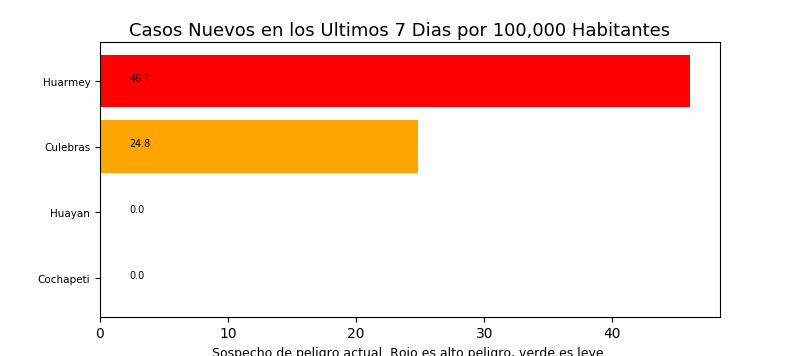 Casos Nuevos en los Ultimos 7 Dias por 100,000 Habitantes
Huarmey 46.1
Culebras 24.8
Huayan 0.0
Cochapeti 0.0
0 10 20 30 40
Sospecho de peligro actual. Rojo es alto peligro, verde es leve